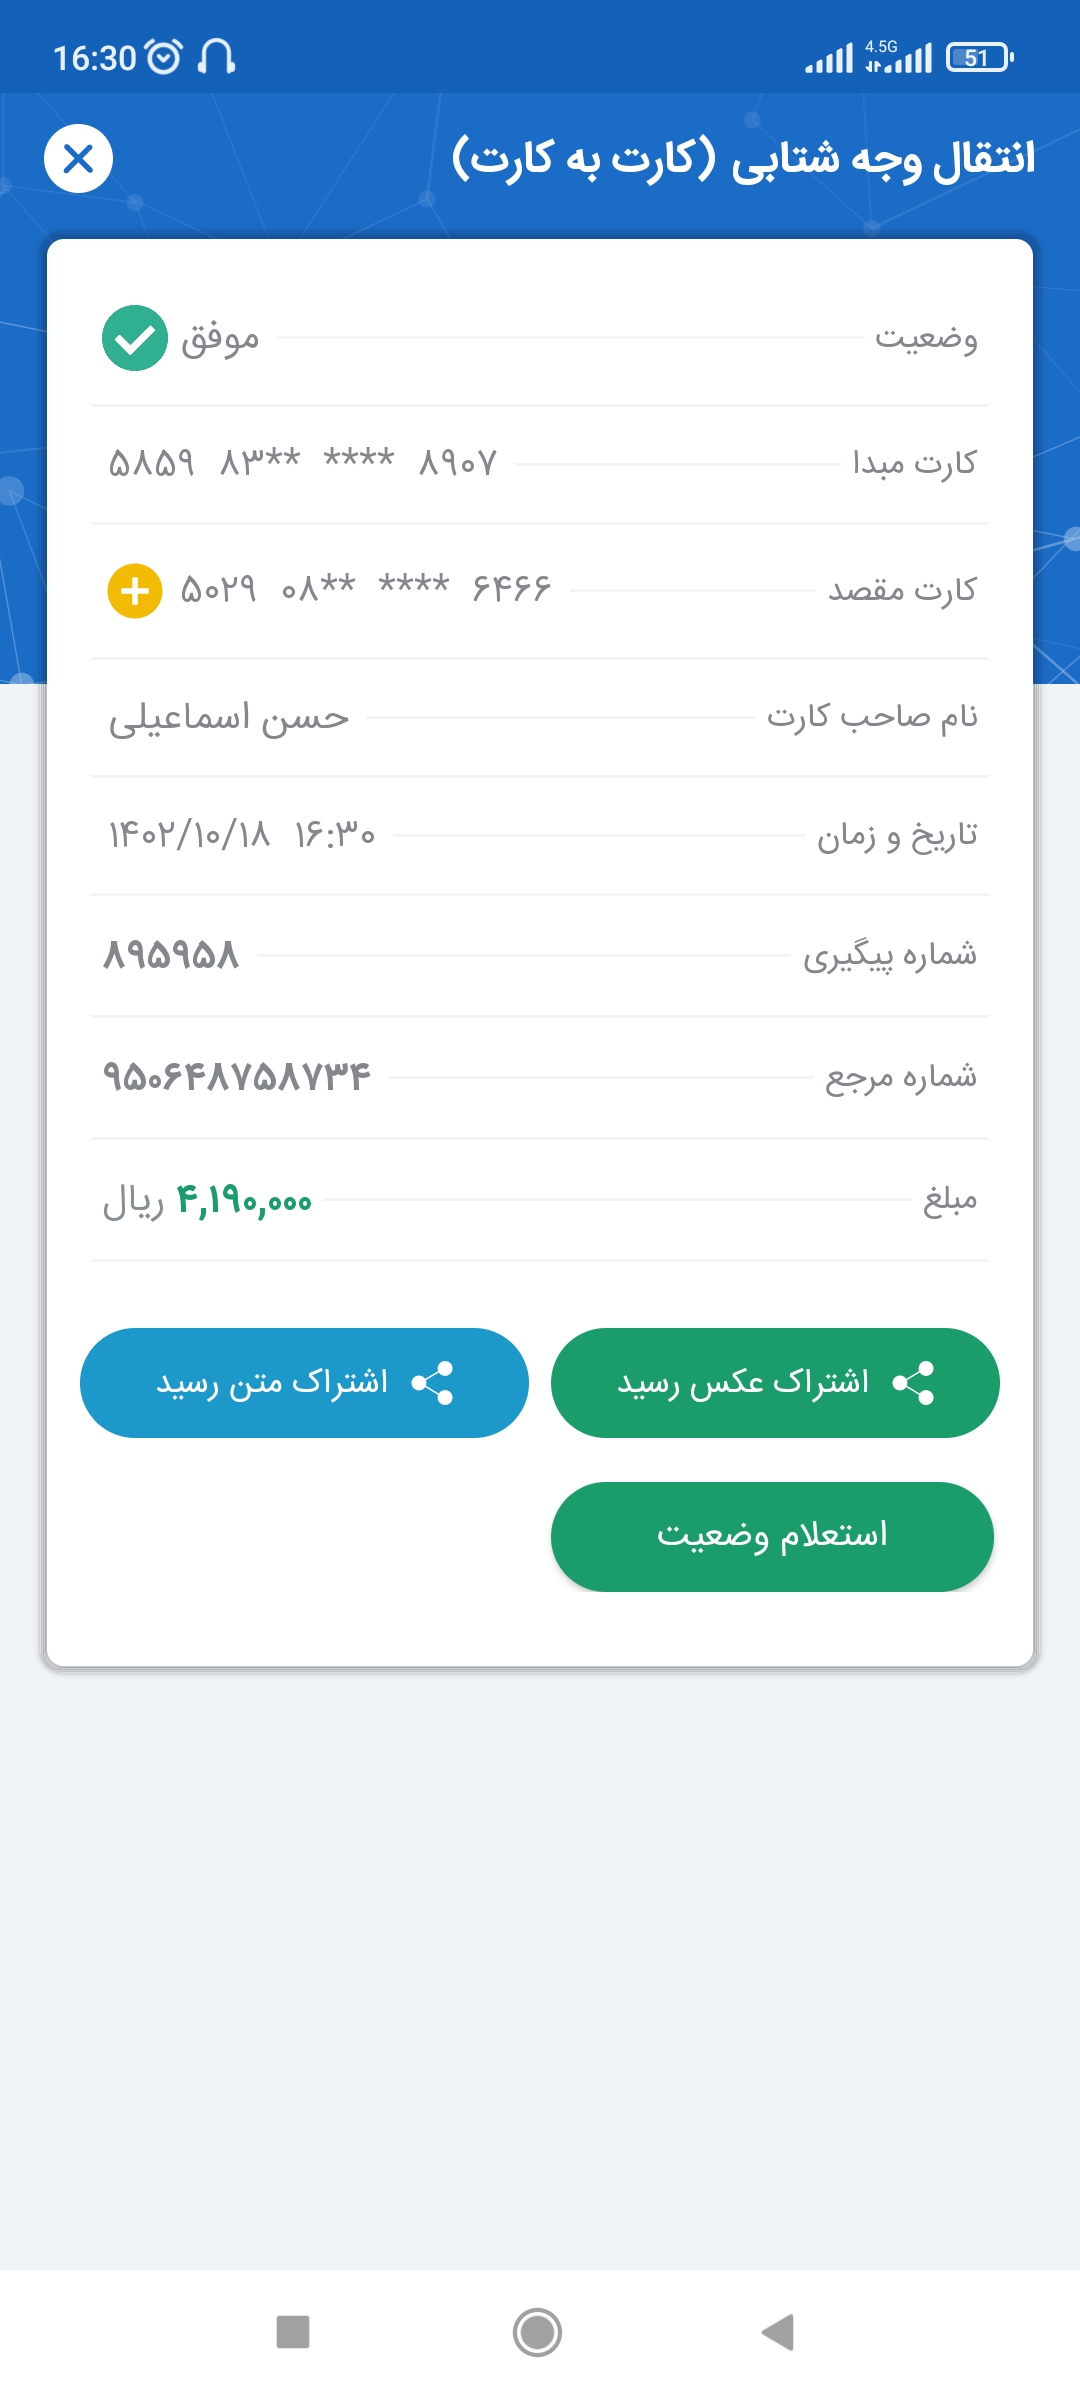 16:30 4.5G 51
انتقال وجه شتابی (کارت به کارت)
وضعیت موفق
کارت مبدا ۵۸۵۹ ۸۳** **** ۸۹۰۷
کارت مقصد ۵۰۲۹ ۰۸** **** ۶۴۶۶
نام صاحب کارت حسن اسماعیلی
تاریخ و زمان ۱۴۰۲/۱۰/۱۸ ۱۶:۳۰
شماره پیگیری ۸۹۵۹۵۸
شماره مرجع ۹۵۰۶۴۸۷۵۸۷۳۴
مبلغ ۴,۱۹۰,۰۰۰ ریال
اشتراک عکس رسید
اشتراک متن رسید
استعلام وضعیت